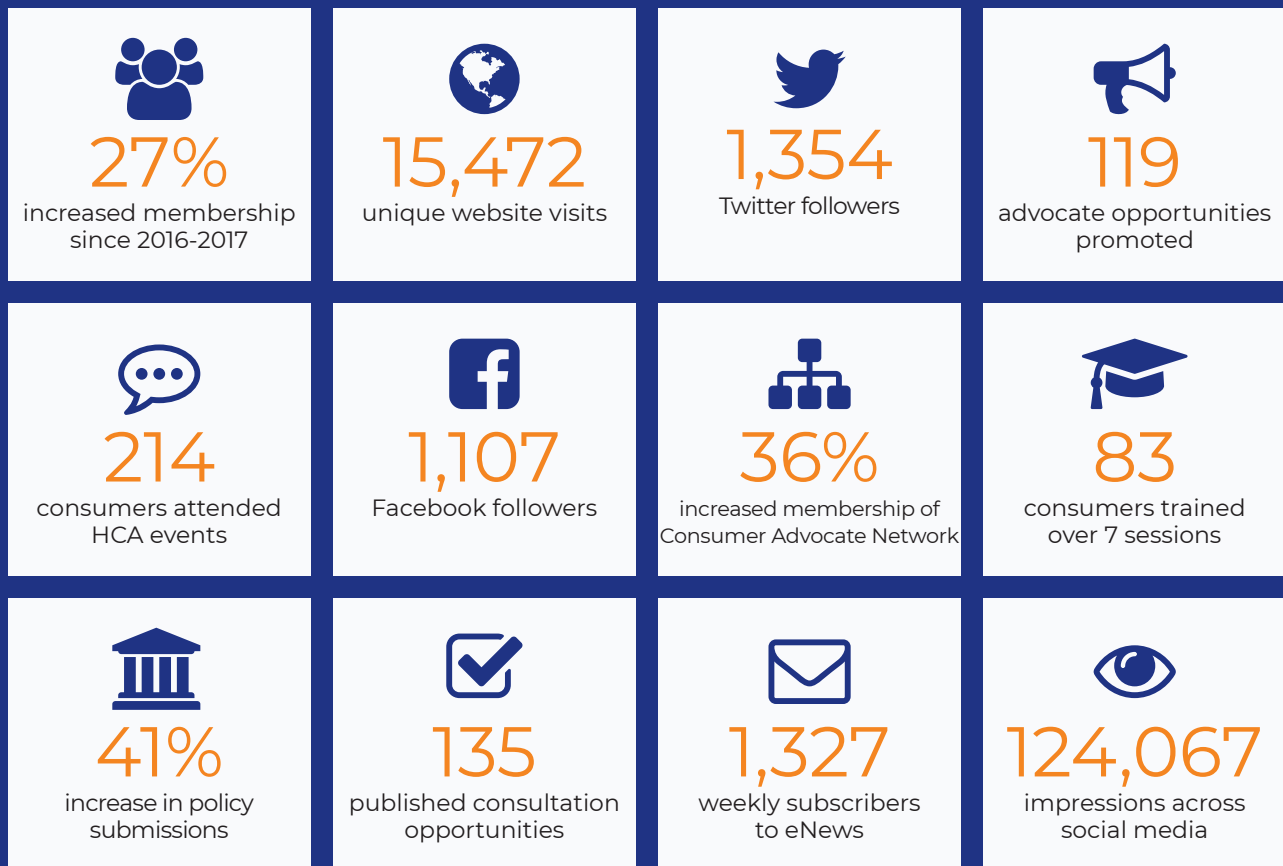 27%
increased membership
since 2016-2017
15,472
unique website visits
1,354
Twitter followers
119
advocate opportunities
promoted
214
consumers attended
HCA events
1,107
Facebook followers
36%
increased membership of
Consumer Advocate Network
83
consumers trained
over 7 sessions
41%
increase in policy
submissions
135
published consultation
opportunities
1,327
weekly subscribers
to eNews
124,067
impressions across
social media